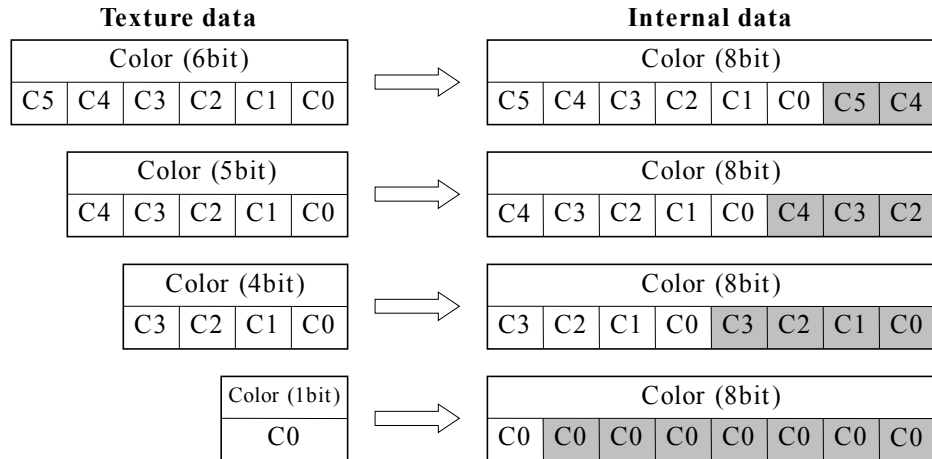 Texture data Internal data
Color (6bit) Color (8bit)
C5 C4 C3 C2 C1 C0 C5 C4 C3 C2 C1 C0 C5 C4
Color (5bit) Color (8bit)
C4 C3 C2 C1 C0 C4 C3 C2 C1 C0 C4 C3 C2
Color (4bit) Color (8bit)
C3 C2 C1 C0 C3 C2 C1 C0 C3 C2 C1 C0
Color (1bit) Color (8bit)
C0 C0 C0 C0 C0 C0 C0 C0 C0